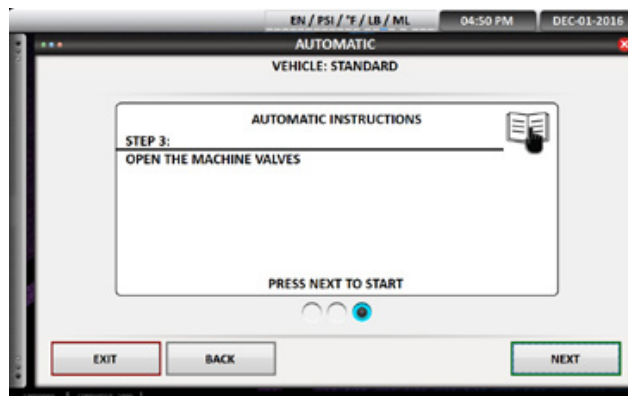 EN / PSI / °F / LB / ML 04:50 PM DEC-01-2016
AUTOMATIC
VEHICLE: STANDARD
AUTOMATIC INSTRUCTIONS
STEP 3:
OPEN THE MACHINE VALVES
PRESS NEXT TO START
EXIT BACK NEXT